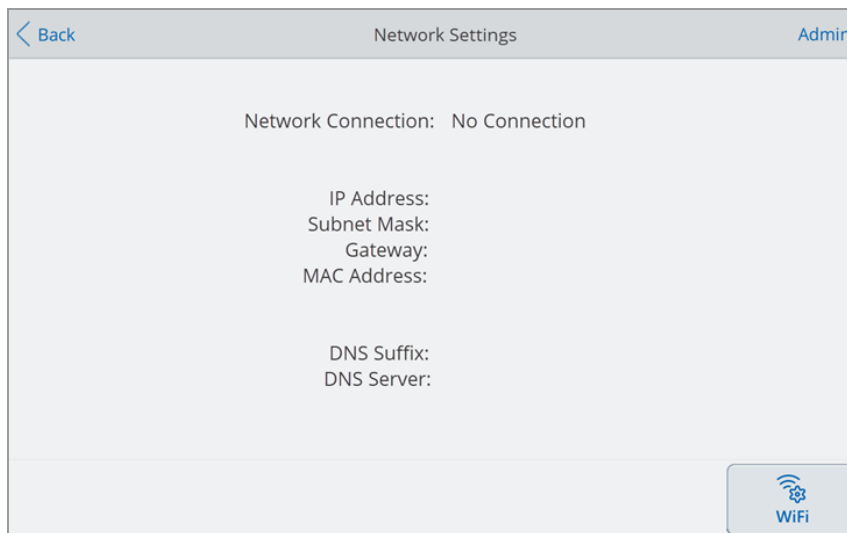 Back Network Settings Admin
Network Connection: No Connection
IP Address:
Subnet Mask:
Gateway:
MAC Address:
DNS Suffix:
DNS Server:
WiFi